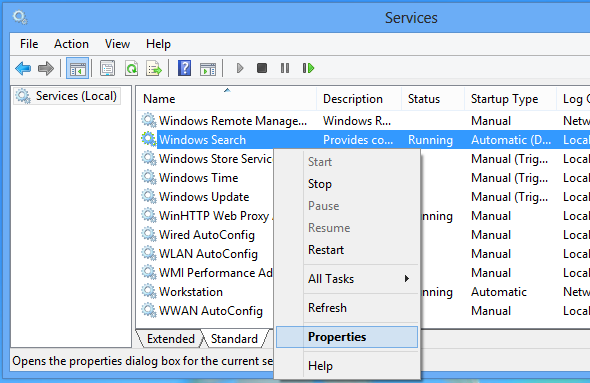 Services
File Action View Help
Services (Local)
Name Description Status Startup Type Log O
Windows Remote Manage... Windows R... Manual Netw
Windows Search Provides co... Running Automatic (D... Local
Windows Store Servic Manual (Trig... Local
Windows Time Manual (Trig... Local
Windows Update Manual (Trig... Local
WinHTTP Web Proxy nning Manual Local
Wired AutoConfig Manual Local
WLAN AutoConfig Manual Local
WMI Performance Ad Manual Local
Workstation nning Automatic Netw
WWAN AutoConfig Manual Local
Start
Stop
Pause
Resume
Restart
All Tasks
Refresh
Properties
Help
Extended Standard
Opens the properties dialog box for the current se